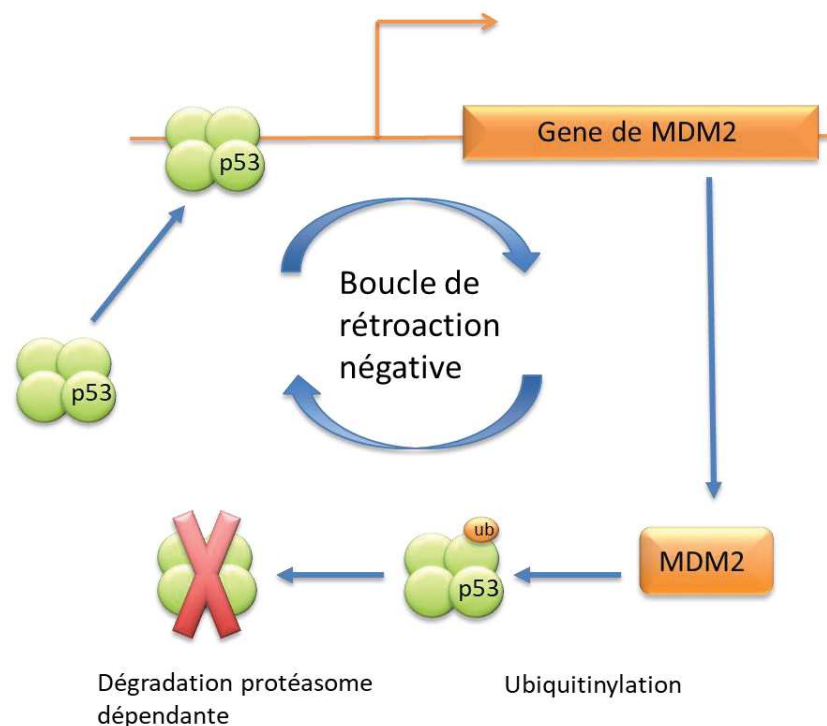 Gene de MDM2
p53
Boucle de
rétroaction
négative
p53
ub
p53
MDM2
Dégradation protéasome
dépendante
Ubiquitinylation